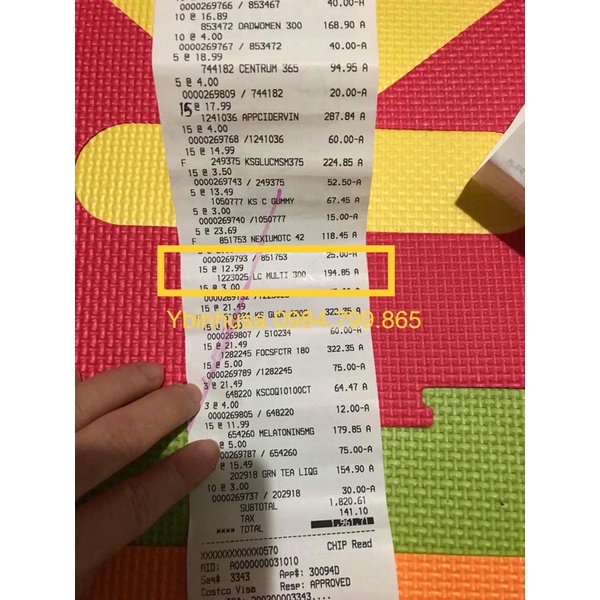 0000269766 / 853467 40.00-A
10 @ 16.89
853472 OADWOMEN 300 168.90 A
10 @ 4.00
0000269767 / 853472 40.00-A
5 @ 18.99
744182 CENTRUM 365 94.95 A
5 @ 4.00
0000269809 / 744182 20.00-A
15 @ 17.99
1241036 APPCIDERVIN 287.84 A
15 @ 4.00
0000269768 /1241036 60.00-A
15 @ 14.99
F 249375 KSGLUCMSM375 224.85 A
15 @ 3.50
0000269743 / 249375 52.50-A
5 @ 13.49
1050777 KS C GUMMY 67.45 A
5 @ 3.00
0000269740 /1050777 15.00-A
5 @ 23.69
F 851753 NEXIUMOTC 42 118.45 A
0000269793 / 851753 25.00-A
15 @ 12.99
1223025 LC MULTI 300 194.85 A
15 @ 3.00
15 @ 21.49
322.35 A
Ybinhusa 0984.799.865
0000269807 / 510234 60.00-A
15 @ 21.49
1282245 FOCSFCTR 180 322.35 A
15 @ 5.00
0000269789 /1282245 75.00-A
3 @ 21.49
648220 KSCOQ10100CT 64.47 A
3 @ 4.00
0000269805 / 648220 12.00-A
15 @ 11.99
654260 MELATONIN5MG 179.85 A
@ 5.00
0000269787 / 654260 75.00-A
@ 15.49
202918 GRN TEA LIQG 154.90 A
10 @ 3.00
0000269737 / 202918 30.00-A
SUBTOTAL 1,820.61
TAX 141.10
**** TOTAL 1,961.71
XXXXXXXXXXXX0570 CHIP Read
AID: A0000000031010
Seq# 3343 App#: 30094D
Costco Visa Resp: APPROVED